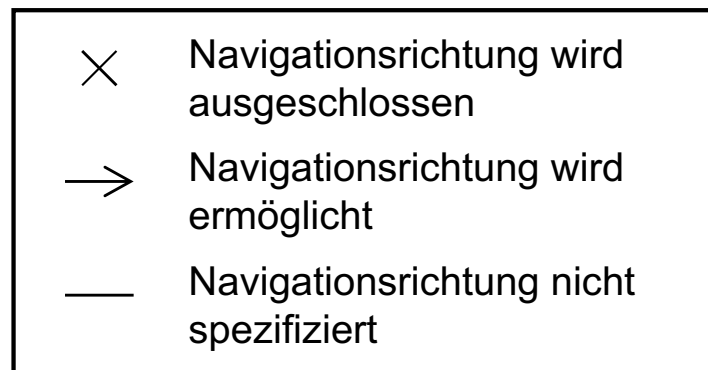 Navigationsrichtung wird
ausgeschlossen
Navigationsrichtung wird
ermöglicht
Navigationsrichtung nicht
spezifiziert